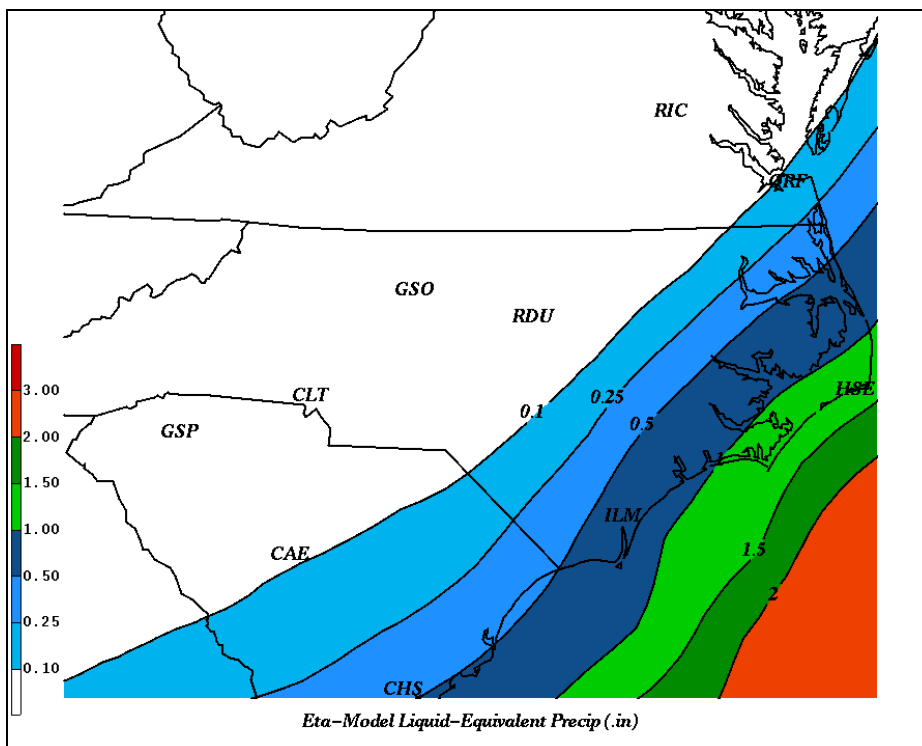 RIC
ORF
GSO
RDU
CLT
HSE
GSP
0.1
0.25
0.5
1
ILM
CAE
1.5
2
CHS
3.00
2.00
1.50
1.00
0.50
0.25
0.10
Eta-Model Liquid-Equivalent Precip (.in)